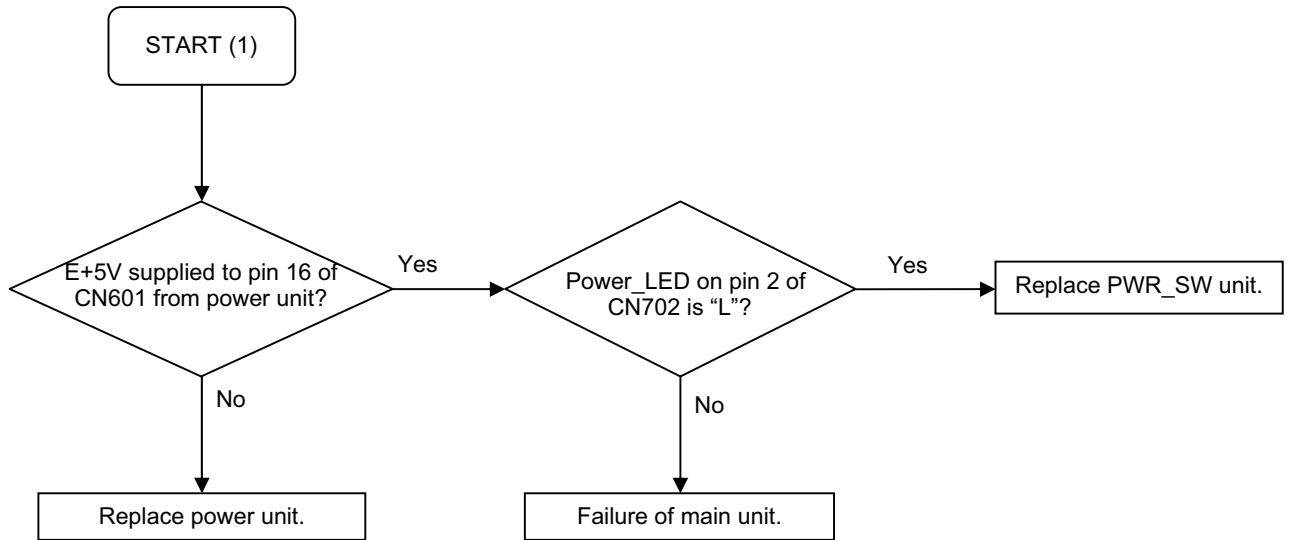 START (1)
E+5V supplied to pin 16 of
CN601 from power unit?
Yes
Power_LED on pin 2 of
CN702 is “L”?
Yes
Replace PWR_SW unit.
No
No
Replace power unit.
Failure of main unit.